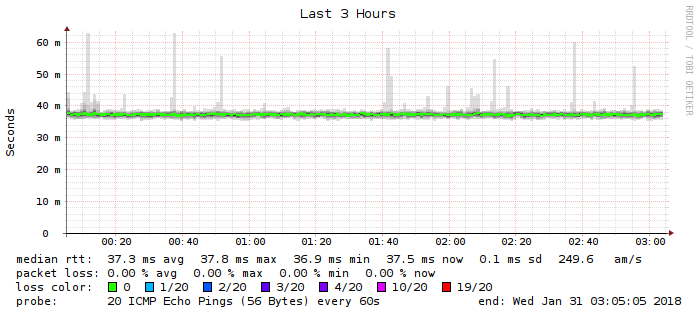 Last 3 Hours
RRDTOOL / TOBI OETIKER
Seconds
60 m
50 m
40 m
30 m
20 m
10 m
0
00:20 00:40 01:00 01:20 01:40 02:00 02:20 02:40 03:00
median rtt: 37.3 ms avg 37.8 ms max 36.9 ms min 37.5 ms now 0.1 ms sd 249.6 am/s
packet loss: 0.00 % avg 0.00 % max 0.00 % min 0.00 % now
loss color: 0 1/20 2/20 3/20 4/20 10/20 19/20
probe: 20 ICMP Echo Pings (56 Bytes) every 60s end: Wed Jan 31 03:05:05 2018